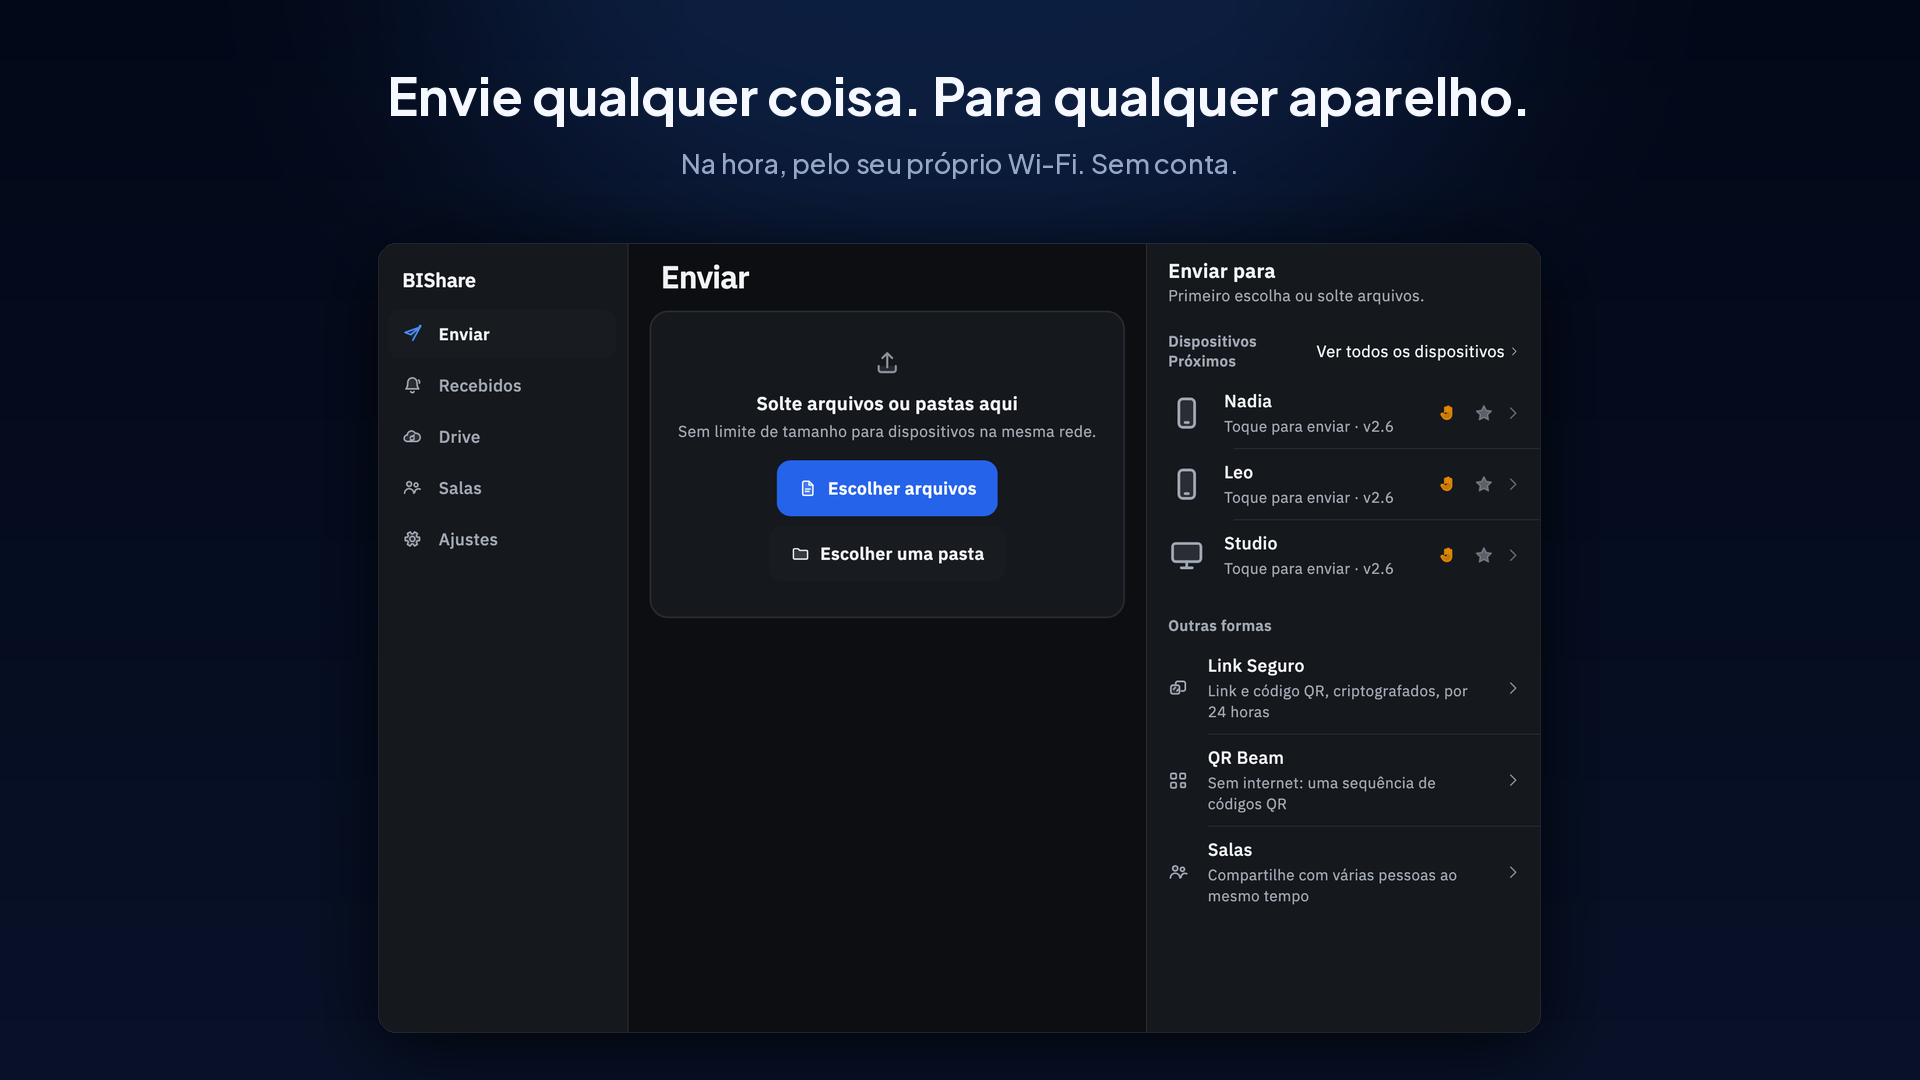 Envie qualquer coisa. Para qualquer aparelho.
Na hora, pelo seu próprio Wi-Fi. Sem conta.
BIShare
Enviar
Recebidos
Drive
Salas
Ajustes
Enviar
Solte arquivos ou pastas aqui
Sem limite de tamanho para dispositivos na mesma rede.
Escolher arquivos
Escolher uma pasta
Enviar para
Primeiro escolha ou solte arquivos.
Dispositivos
Próximos
Ver todos os dispositivos
Nadia
Toque para enviar · v2.6
Leo
Toque para enviar · v2.6
Studio
Toque para enviar · v2.6
Outras formas
Link Seguro
Link e código QR, criptografados, por
24 horas
QR Beam
Sem internet: uma sequência de
códigos QR
Salas
Compartilhe com várias pessoas ao
mesmo tempo